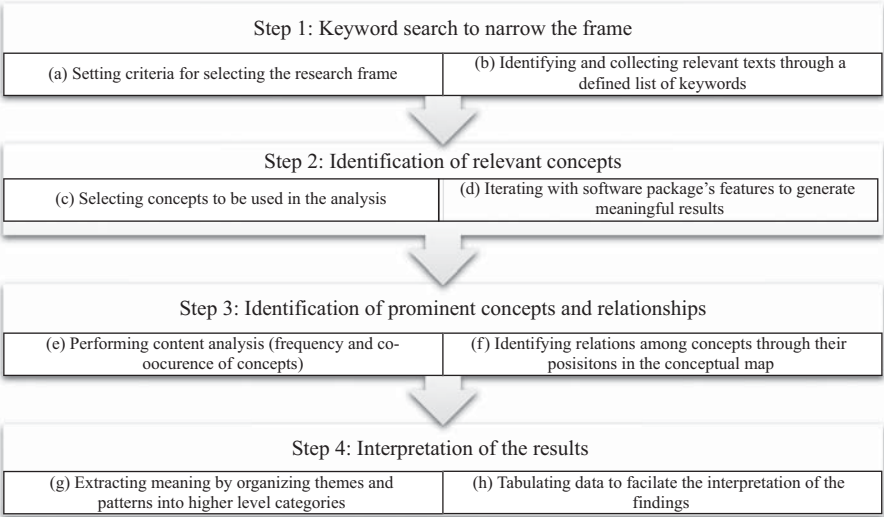 Step 1: Keyword search to narrow the frame
(a) Setting criteria for selecting the research frame
(b) Identifying and collecting relevant texts through a
defined list of keywords
Step 2: Identification of relevant concepts
(c) Selecting concepts to be used in the analysis
(d) Iterating with software package's features to generate
meaningful results
Step 3: Identification of prominent concepts and relationships
(e) Performing content analysis (frequency and co-
oocurence of concepts)
(f) Identifying relations among concepts through their
posisitons in the conceptual map
Step 4: Interpretation of the results
(g) Extracting meaning by organizing themes and
patterns into higher level categories
(h) Tabulating data to facilate the interpretation of the
findings